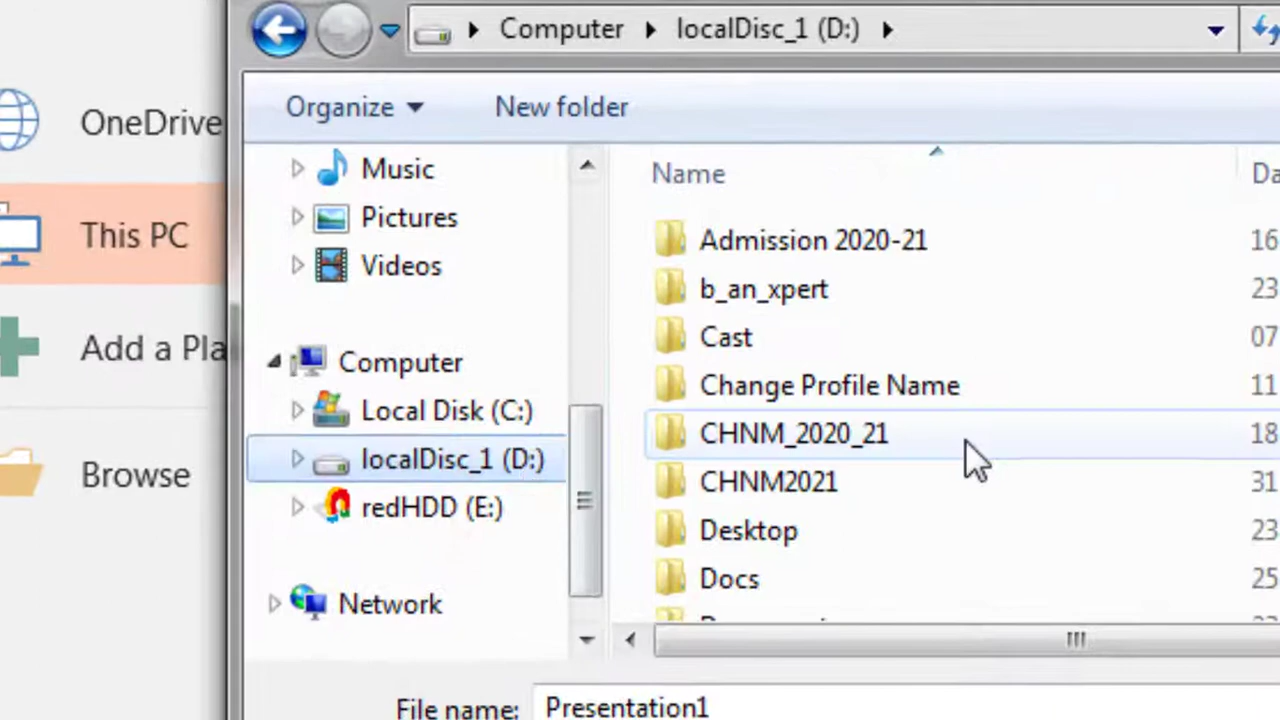 Computer localDisc_1 (D:)
Organize New folder
OneDrive
This PC
Add a Pla
Browse
Music
Pictures
Videos
Computer
Local Disk (C:)
localDisc_1 (D:)
redHDD (E:)
Network
Name Da
Admission 2020-21 16
b_an_xpert 23
Cast 07
Change Profile Name 11
CHNM_2020_21 18
CHNM2021 31
Desktop 23
Docs 25
File name: Presentation1